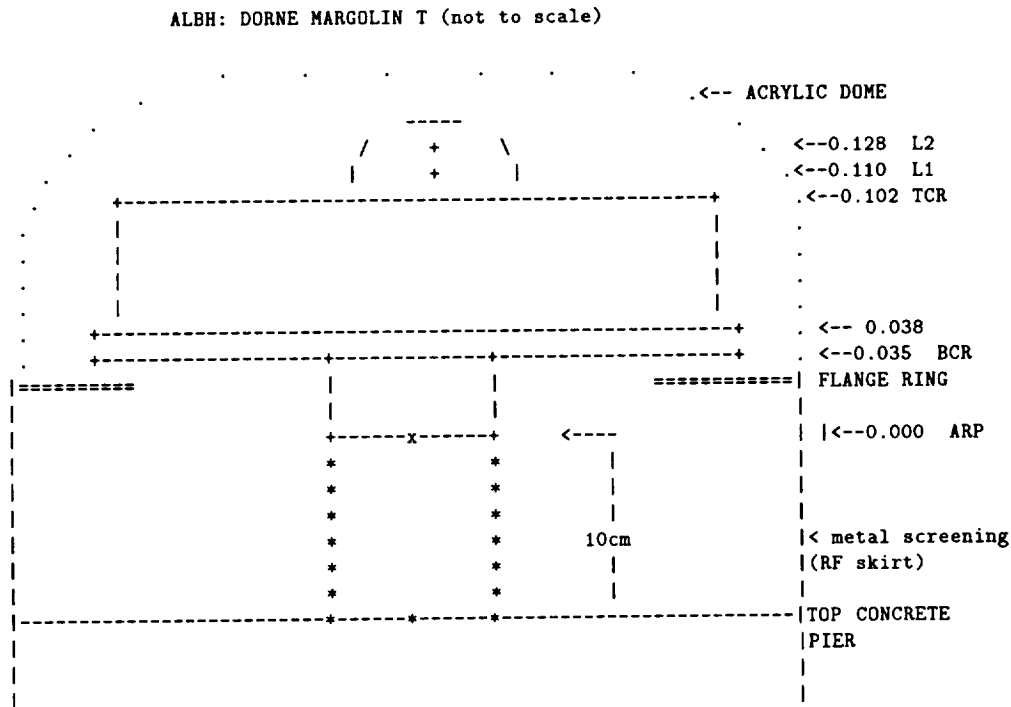 ALBH: DORNE MARGOLIN T (not to scale)
<-- ACRYLIC DOME
<--0.128 L2
<--0.110 L1
<--0.102 TCR
<-- 0.038
<--0.035 BCR
FLANGE RING
<--0.000 ARP
10cm
< metal screening
(RF skirt)
TOP CONCRETE
PIER